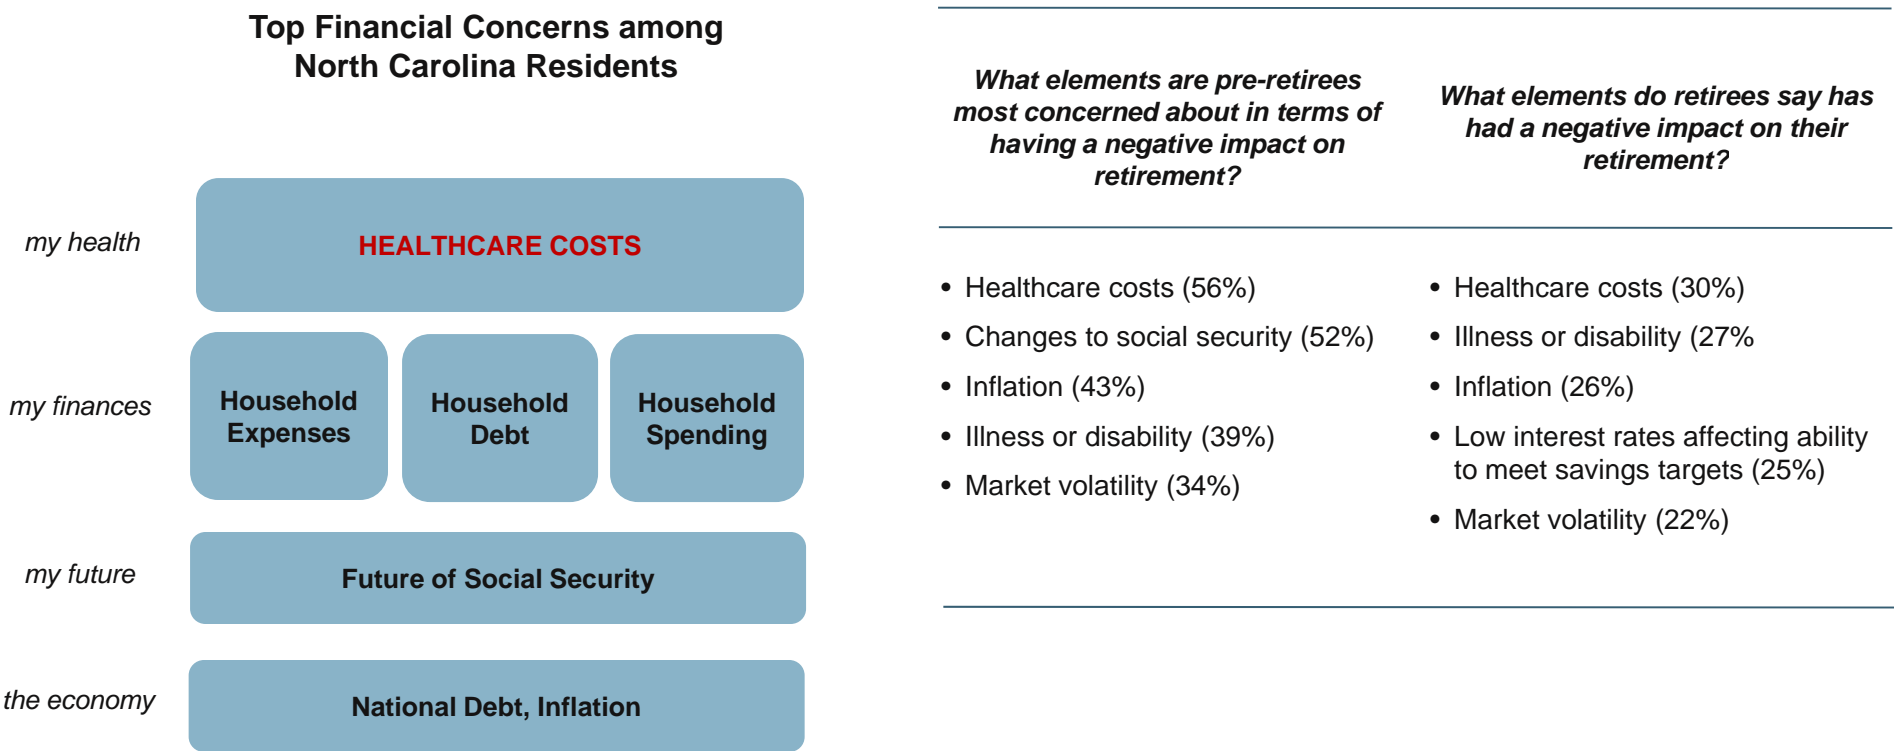 Top Financial Concerns among
North Carolina Residents
my health
HEALTHCARE COSTS
my finances
Household
Expenses
Household
Debt
Household
Spending
my future
Future of Social Security
the economy
National Debt, Inflation
What elements are pre-retirees
most concerned about in terms of
having a negative impact on
retirement?
What elements do retirees say has
had a negative impact on their
retirement?
• Healthcare costs (56%)
• Changes to social security (52%)
• Inflation (43%)
• Illness or disability (39%)
• Market volatility (34%)
• Healthcare costs (30%)
• Illness or disability (27%
• Inflation (26%)
• Low interest rates affecting ability
to meet savings targets (25%)
• Market volatility (22%)